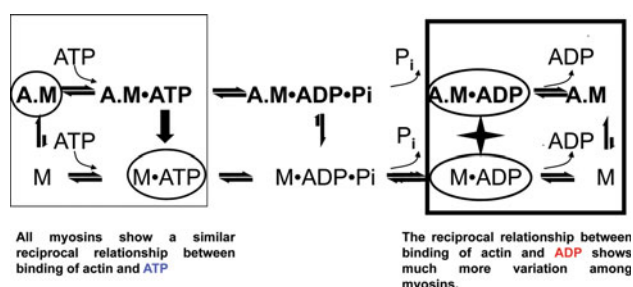 ATP P i ADP
A.M A.M•ATP A.M•ADP•Pi A.M•ADP A.M
ATP P i ADP
M M•ATP M•ADP•Pi M•ADP M
All myosins show a similar
reciprocal relationship between
binding of actin and ATP
The reciprocal relationship between
binding of actin and ADP shows
much more variation among
myosins.